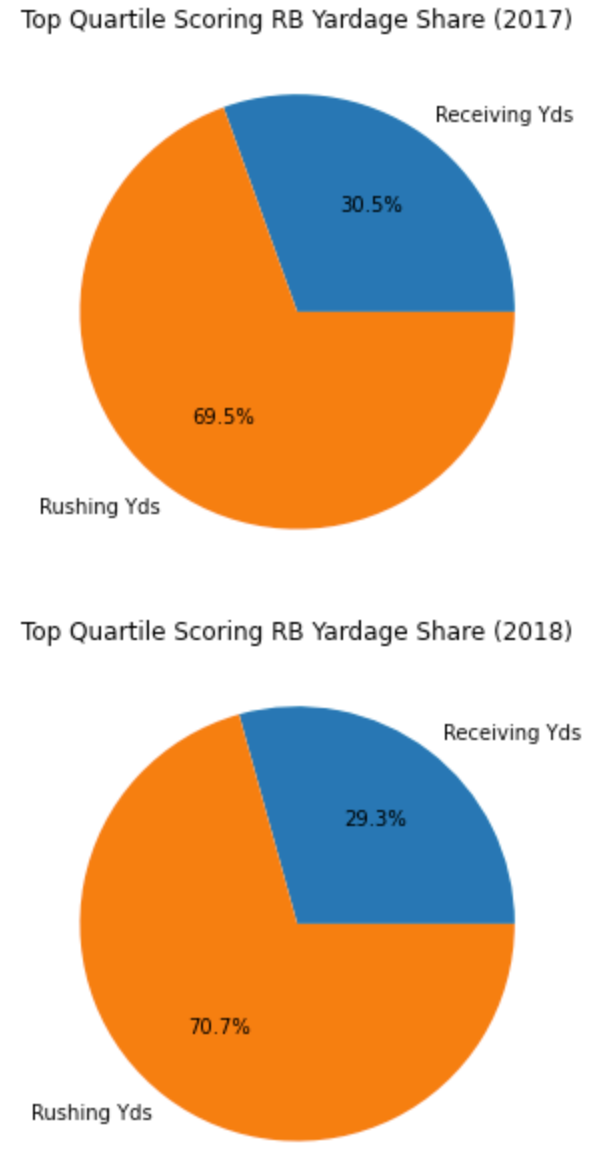 Top Quartile Scoring RB Yardage Share (2017)
Receiving Yds
30.5%
69.5%
Rushing Yds
Top Quartile Scoring RB Yardage Share (2018)
Receiving Yds
29.3%
70.7%
Rushing Yds